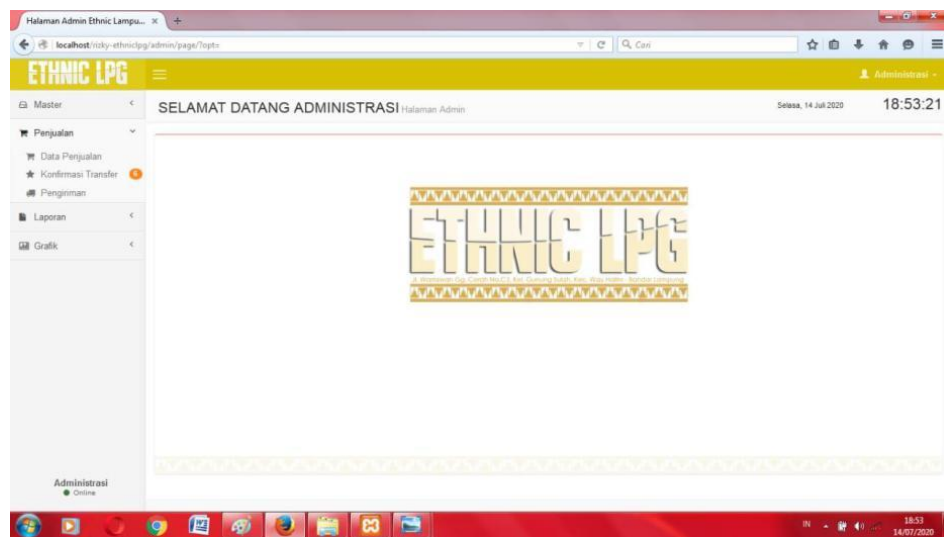 Halaman Admin Ethnic Lampu...
localhost/rizky-ethniclpg/admin/page/?opt=
Cari
ETHNIC LPG
Administrasi
Master
SELAMAT DATANG ADMINISTRASI Halaman Admin
Selasa, 14 Juli 2020
18:53:21
Penjualan
Data Penjualan
Konfirmasi Transfer 6
Pengiriman
Laporan
Grafik
ETHNIC LPG
Administrasi
Online
IN
18:53
14/07/2020